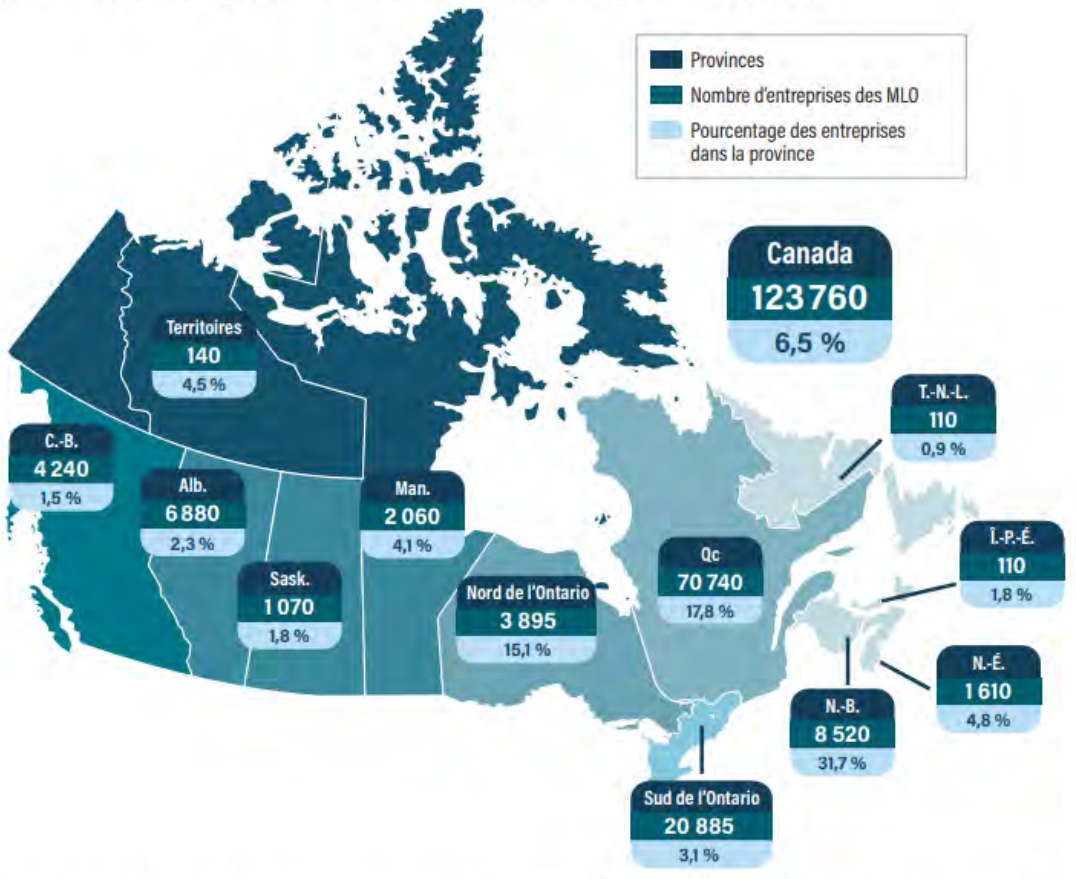 Provinces
Nombre d'entreprises des MLO
Pourcentage des entreprises
dans la province
Canada
123 760
6,5 %
Territoires
140
4,5 %
T.-N.-L.
110
0,9 %
C.-B.
4 240
1,5 %
Alb.
6 880
2,3 %
Man.
2 060
4,1 %
Sask.
1 070
1,8 %
Nord de l'Ontario
3 895
15,1 %
Qc
70 740
17,8 %
Î.-P.-É.
110
1,8 %
N.-É.
1 610
4,8 %
N.-B.
8 520
31,7 %
Sud de l'Ontario
20 885
3,1 %